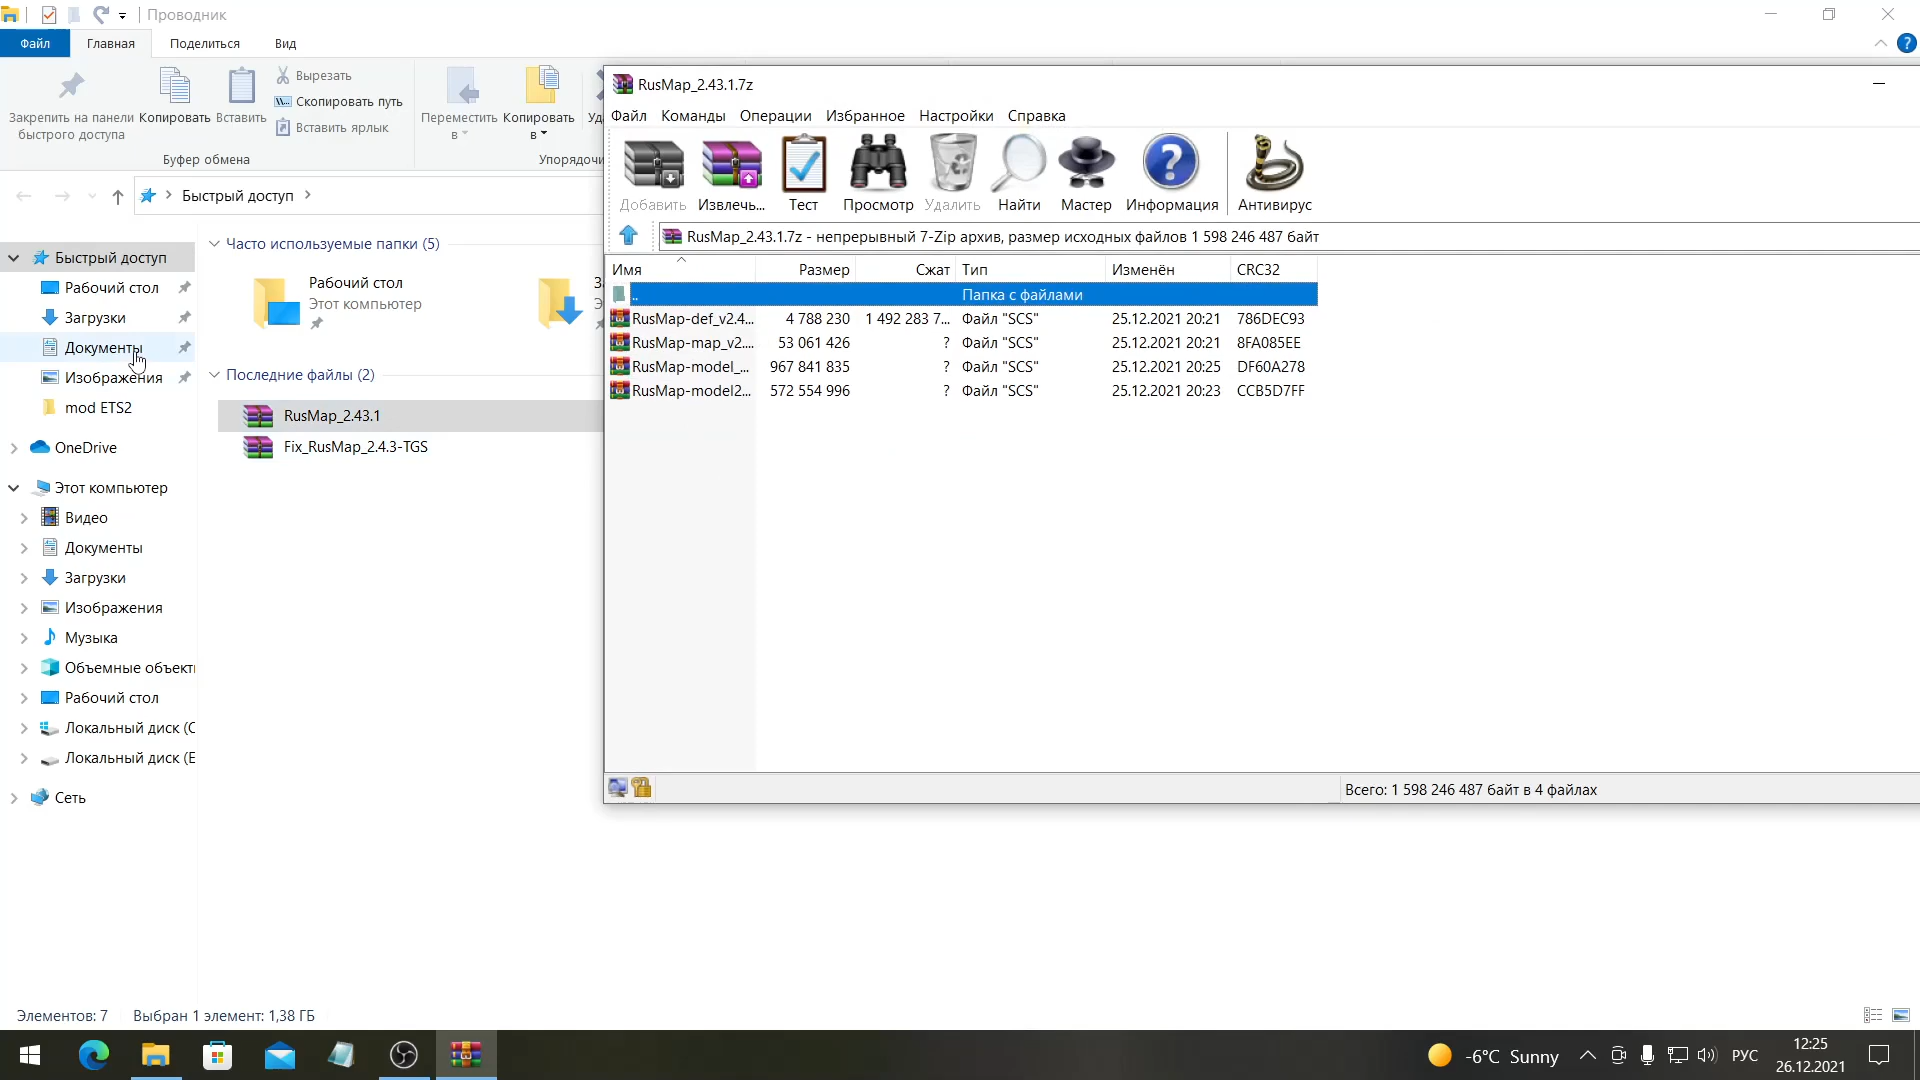 Проводник
Файл
Главная
Поделиться
Вид
Закрепить на панели
быстрого доступа
Копировать
Вставить
Вырезать
Скопировать путь
Вставить ярлык
Буфер обмена
Переместить
в
Копировать
в
Уда
Упорядочи
Быстрый доступ
Быстрый доступ
Рабочий стол
Загрузки
Документы
Изображения
mod ETS2
OneDrive
Этот компьютер
Видео
Документы
Загрузки
Изображения
Музыка
Объемные объект
Рабочий стол
Локальный диск (C
Локальный диск (E
Сеть
Часто используемые папки (5)
Рабочий стол
Этот компьютер
З
Э
Последние файлы (2)
RusMap_2.43.1
Fix_RusMap_2.4.3-TGS
RusMap_2.43.1.7z
Файл Команды Операции Избранное Настройки Справка
Добавить Извлечь... Тест Просмотр Удалить Найти Мастер Информация Антивирус
RusMap_2.43.1.7z - непрерывный 7-Zip архив, размер исходных файлов 1 598 246 487 байт
Имя Размер Сжат Тип Изменён CRC32
.. Папка с файлами
RusMap-def_v2.4... 4 788 230 1 492 283 7... Файл "SCS" 25.12.2021 20:21 786DEC93
RusMap-map_v2.... 53 061 426 ? Файл "SCS" 25.12.2021 20:21 8FA085EE
RusMap-model_... 967 841 835 ? Файл "SCS" 25.12.2021 20:25 DF60A278
RusMap-model2... 572 554 996 ? Файл "SCS" 25.12.2021 20:23 CCB5D7FF
Всего: 1 598 246 487 байт в 4 файлах
Элементов: 7 Выбран 1 элемент: 1,38 ГБ
-6°C Sunny
РУС
12:25
26.12.2021